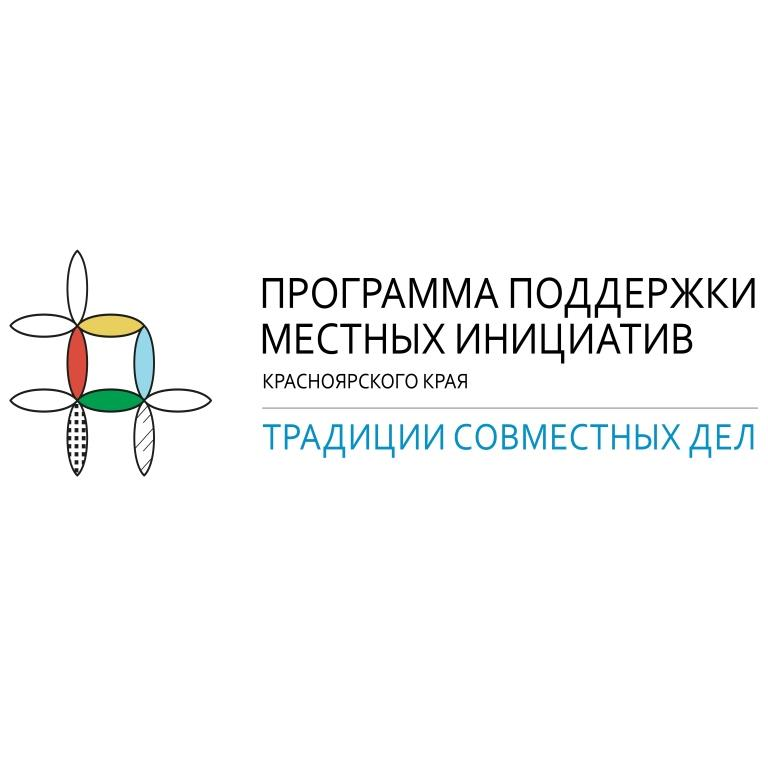 ПРОГРАММА ПОДДЕРЖКИ
МЕСТНЫХ ИНИЦИАТИВ
КРАСНОЯРСКОГО КРАЯ
ТРАДИЦИИ СОВМЕСТНЫХ ДЕЛ